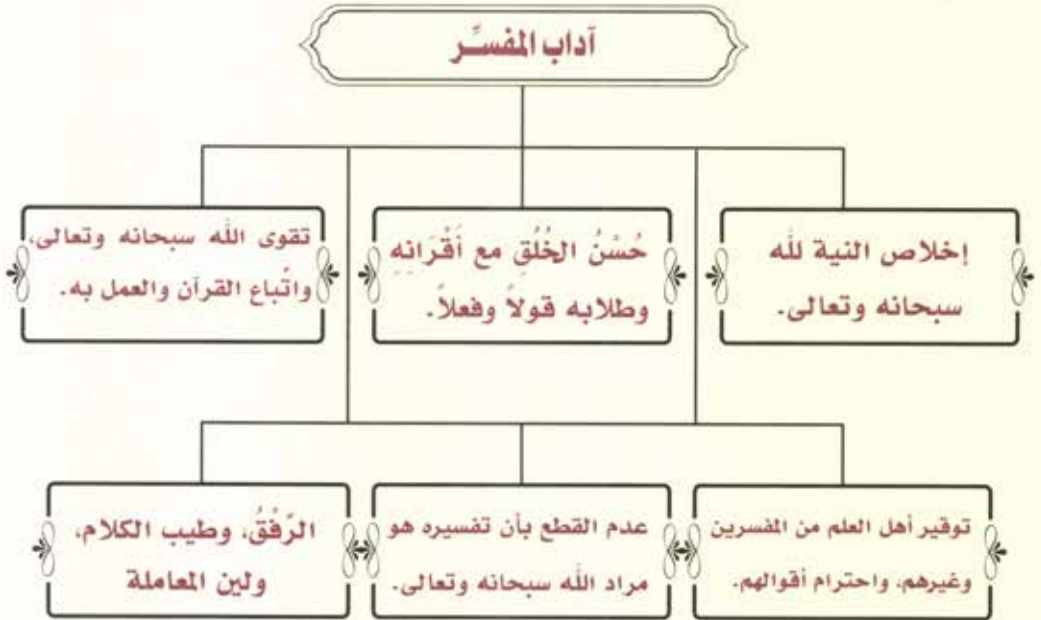 آداب المفسِّر
إخلاص النية لله
سبحانه وتعالى.
حُسْنُ الخُلُقِ مع أَقْرَانِهِ
وطلابه قولاً وفعلاً.
تقوى الله سبحانه وتعالى،
واتِّباع القرآن والعمل به.
توقير أهل العلم من المفسرين
وغيرهم، واحترام أقوالهم.
عدم القطع بأن تفسيره هو
مراد الله سبحانه وتعالى.
الرِّفْقُ، وطيب الكلام،
ولين المعاملة